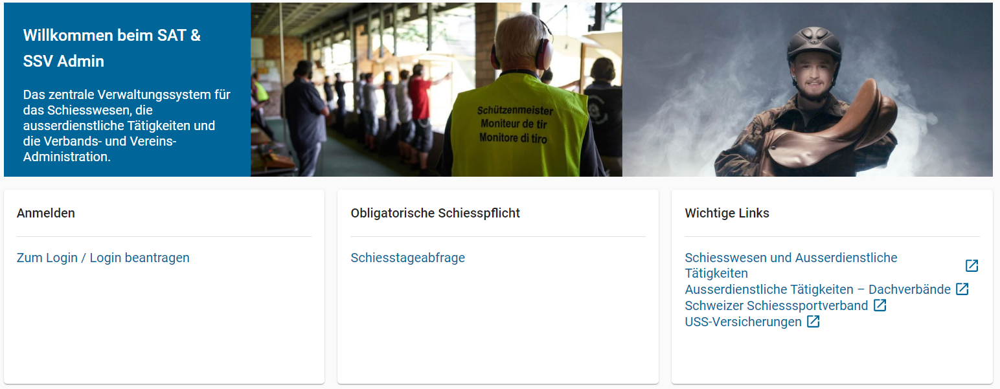 Willkommen beim SAT &
SSV Admin
Das zentrale Verwaltungssystem für
das Schiesswesen, die
ausserdienstliche Tätigkeiten und
die Verbands- und Vereins-
Administration.
Schützenmeister
Moniteur de tir
Monitore di tiro
Anmelden
Zum Login / Login beantragen
Obligatorische Schiesspflicht
Schiesstageabfrage
Wichtige Links
Schiesswesen und Ausserdienstliche
Tätigkeiten
Ausserdienstliche Tätigkeiten – Dachverbände
Schweizer Schiesssportverband
USS-Versicherungen